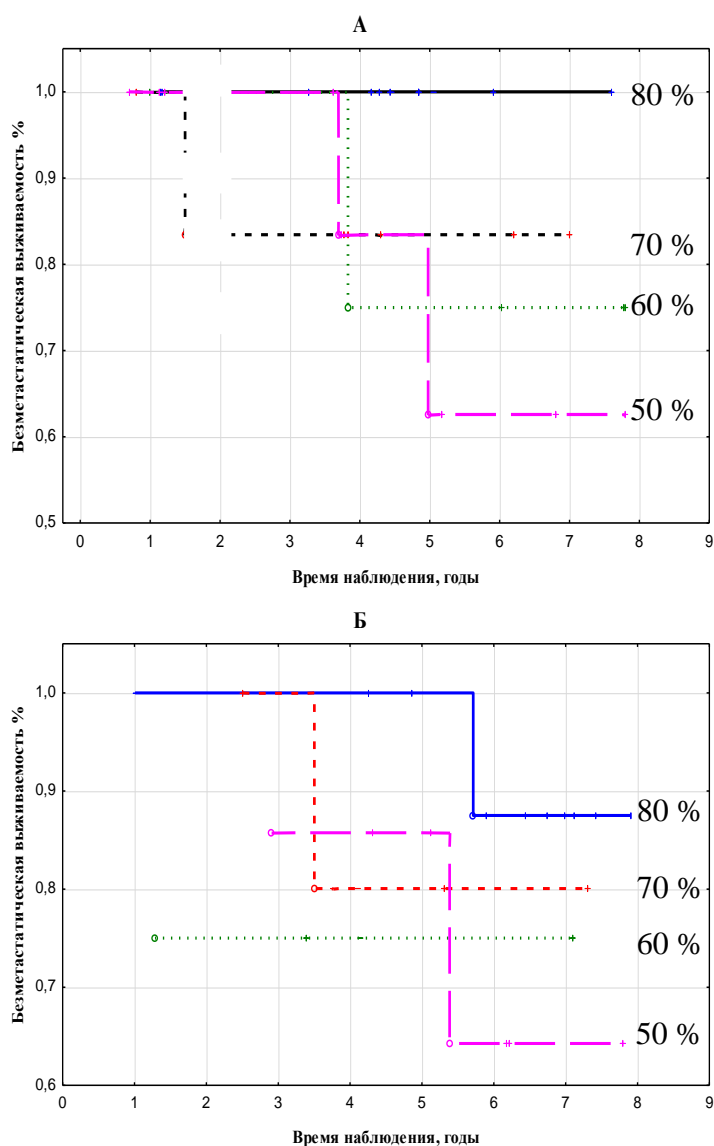 А
Безметастатическая выживаемость %
1,0
0,9
0,8
0,7
0,6
0,5
80 %
70 %
60 %
50 %
0 1 2 3 4 5 6 7 8 9
Время наблюдения, годы
Б
Безметастатическая выживаемость %
1,0
0,9
0,8
0,7
0,6
80 %
70 %
60 %
50 %
0 1 2 3 4 5 6 7 8 9
Время наблюдения, годы